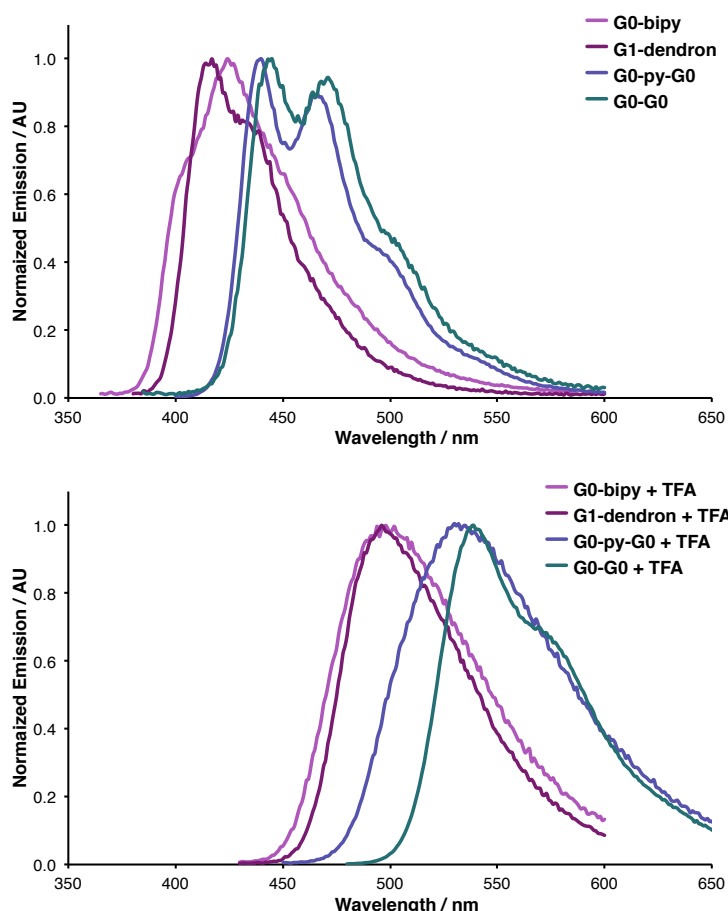 G0-bipy
G1-dendron
G0-py-G0
G0-G0
Normaized Emission / AU
1.0
0.8
0.6
0.4
0.2
0.0
350 400 450 500 550 600 650
Wavelength / nm
G0-bipy + TFA
G1-dendron + TFA
G0-py-G0 + TFA
G0-G0 + TFA
Normaized Emission / AU
1.0
0.8
0.6
0.4
0.2
0.0
350 400 450 500 550 600 650
Wavelength / nm